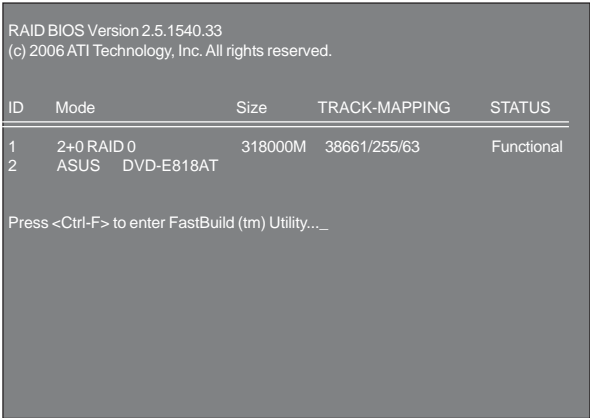 RAID BIOS Version 2.5.1540.33
(c) 2006 ATI Technology, Inc. All rights reserved.
ID Mode Size TRACK-MAPPING STATUS
1 2+0 RAID 0 318000M 38661/255/63 Functional
2 ASUS DVD-E818AT
Press <Ctrl-F> to enter FastBuild (tm) Utility..._